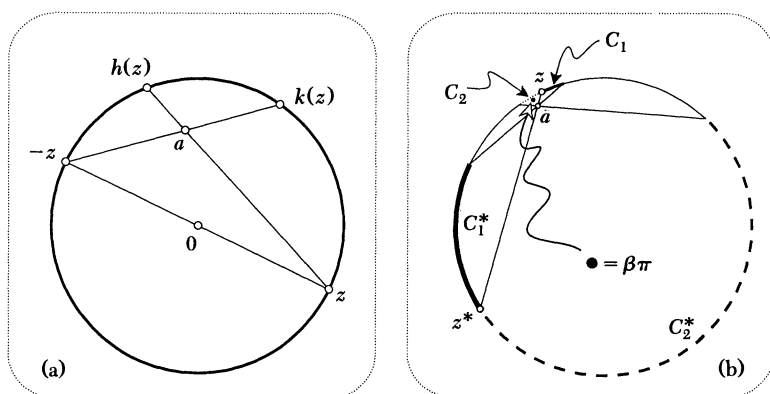 h(z)
k(z)
a
−z
0
z
(a)
C₁
z
C₂
a
C₁*
● = βπ
z*
C₂*
(b)